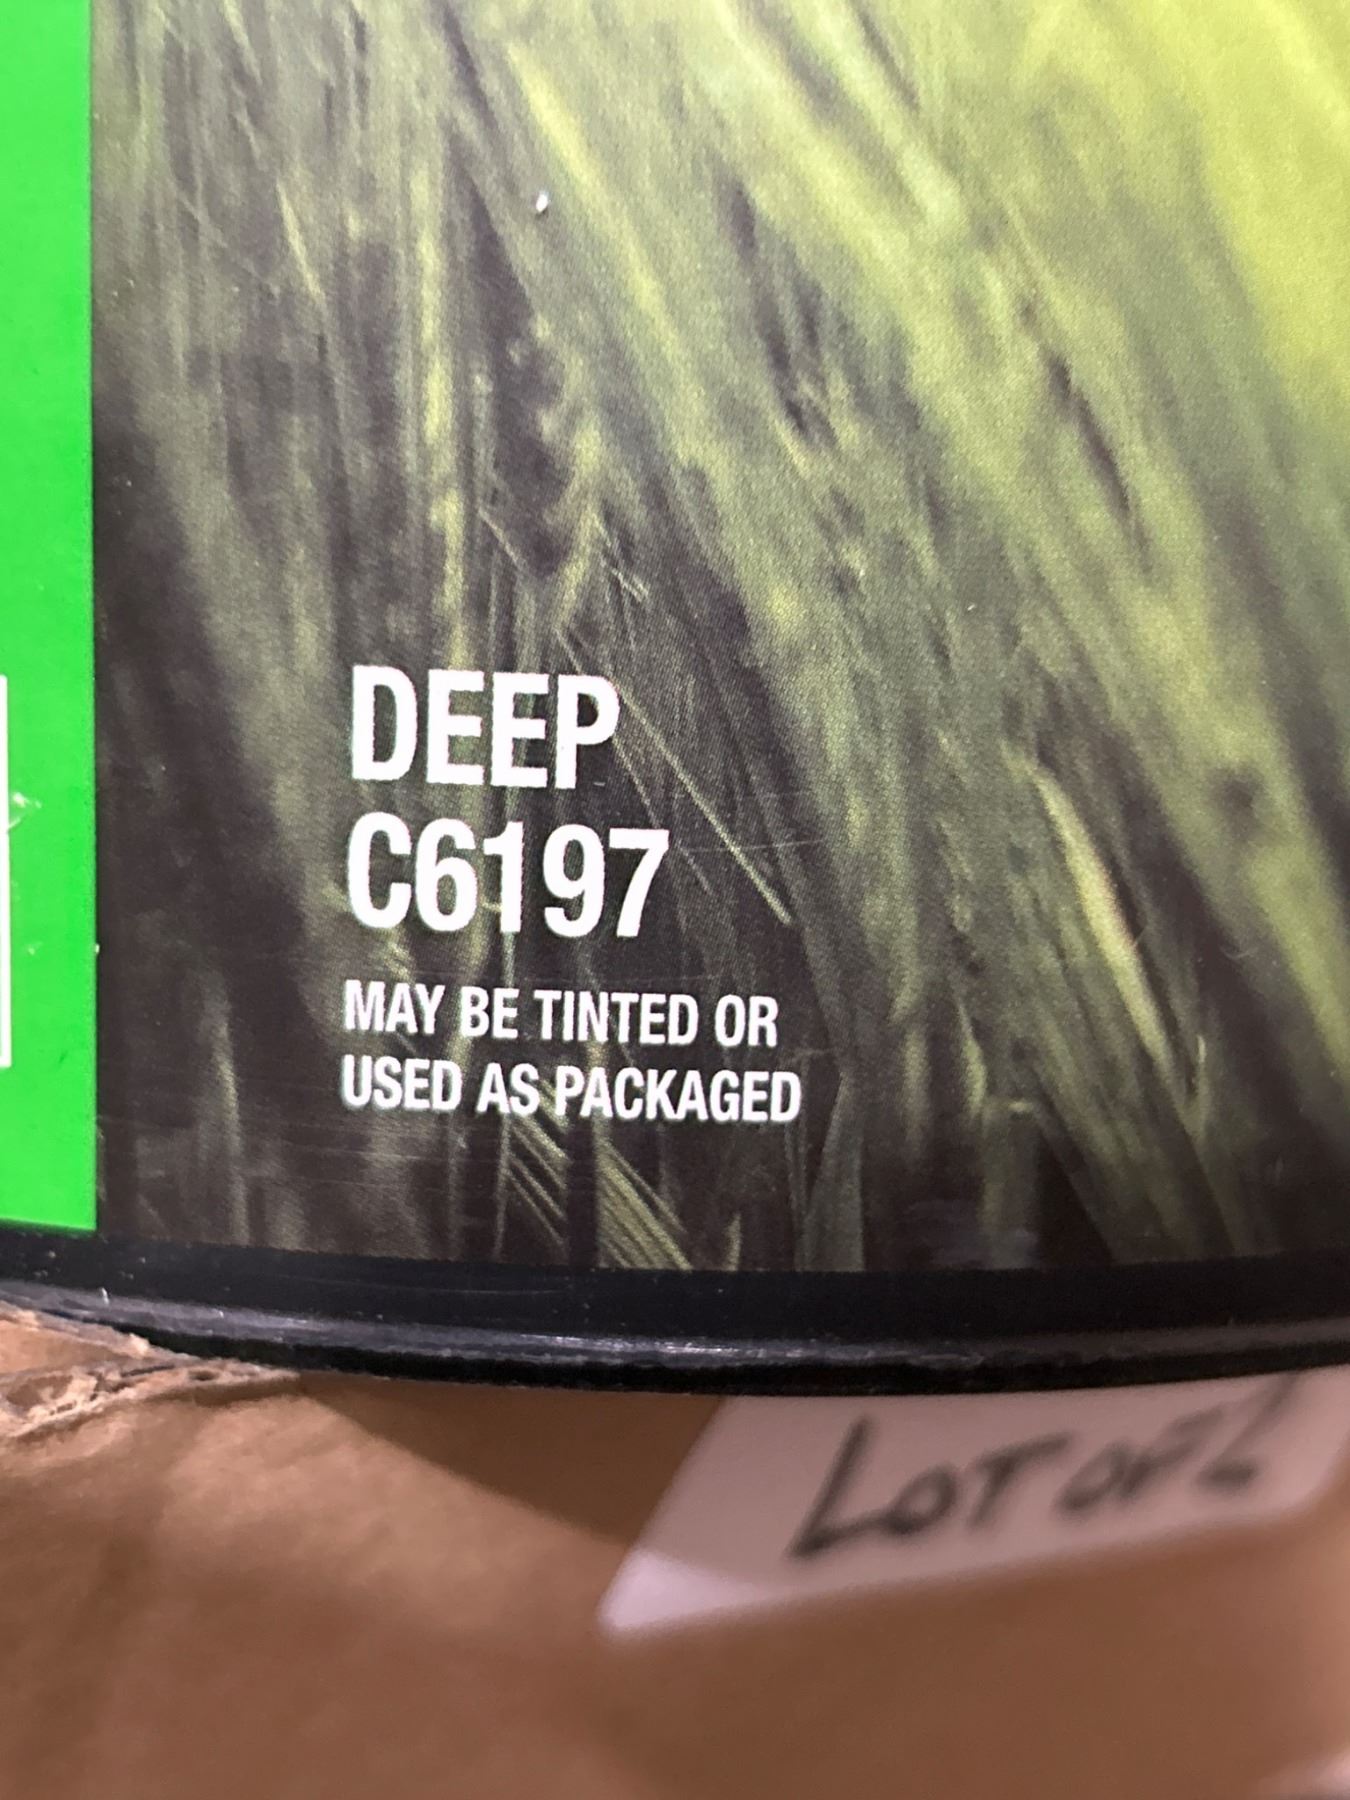 DEEP
C6197
MAY BE TINTED OR
USED AS PACKAGED
LOT OF 2